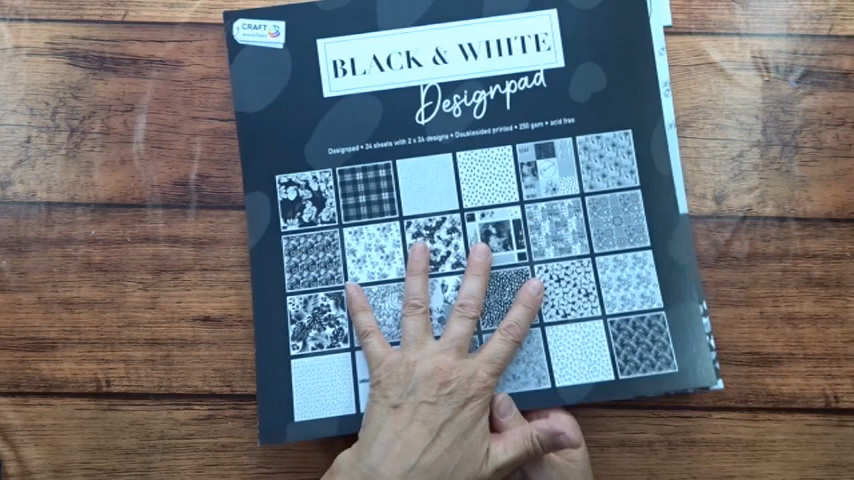 CRAFT
BLACK & WHITE
Designpad
Designpad • 24 sheets with 2 x 24 designs • Doublesided printed • 250 gsm • acid free